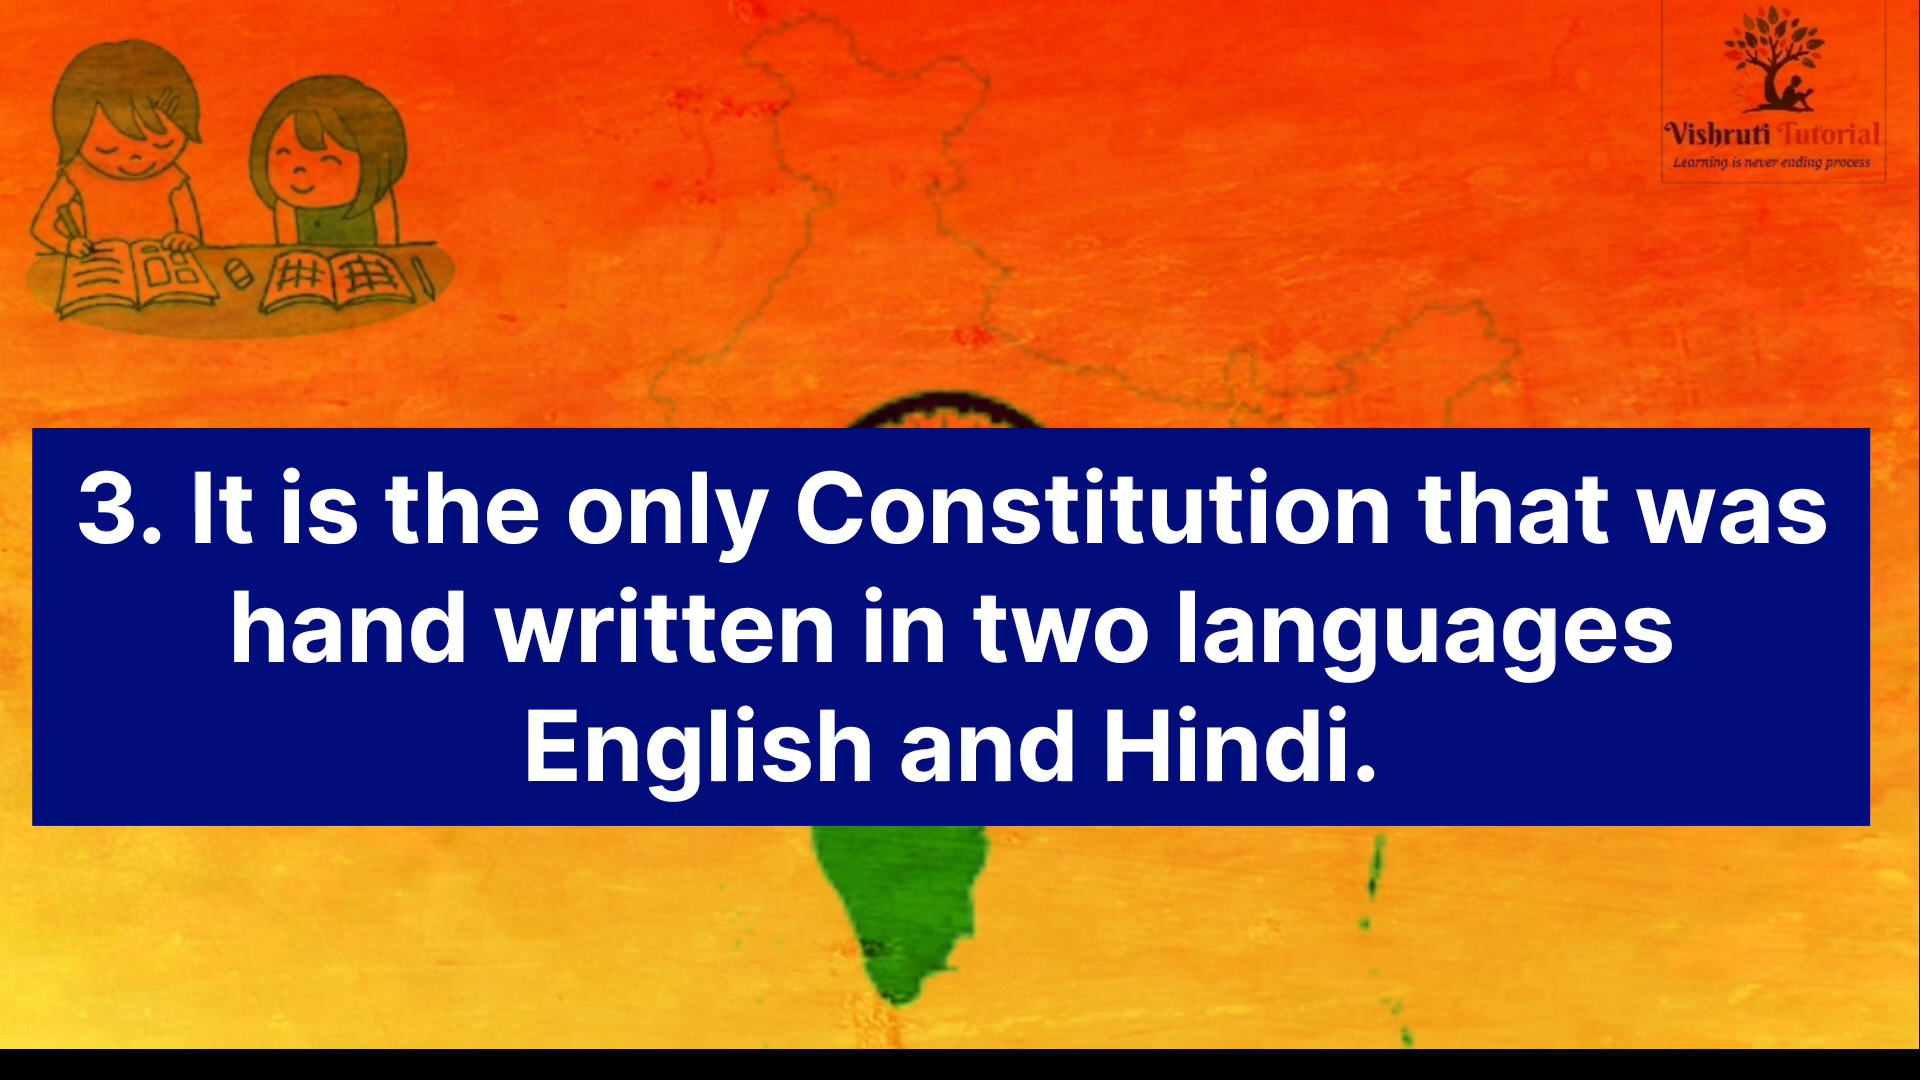 Vishruti Tutorial
Learning is never ending process
3. It is the only Constitution that was
hand written in two languages
English and Hindi.